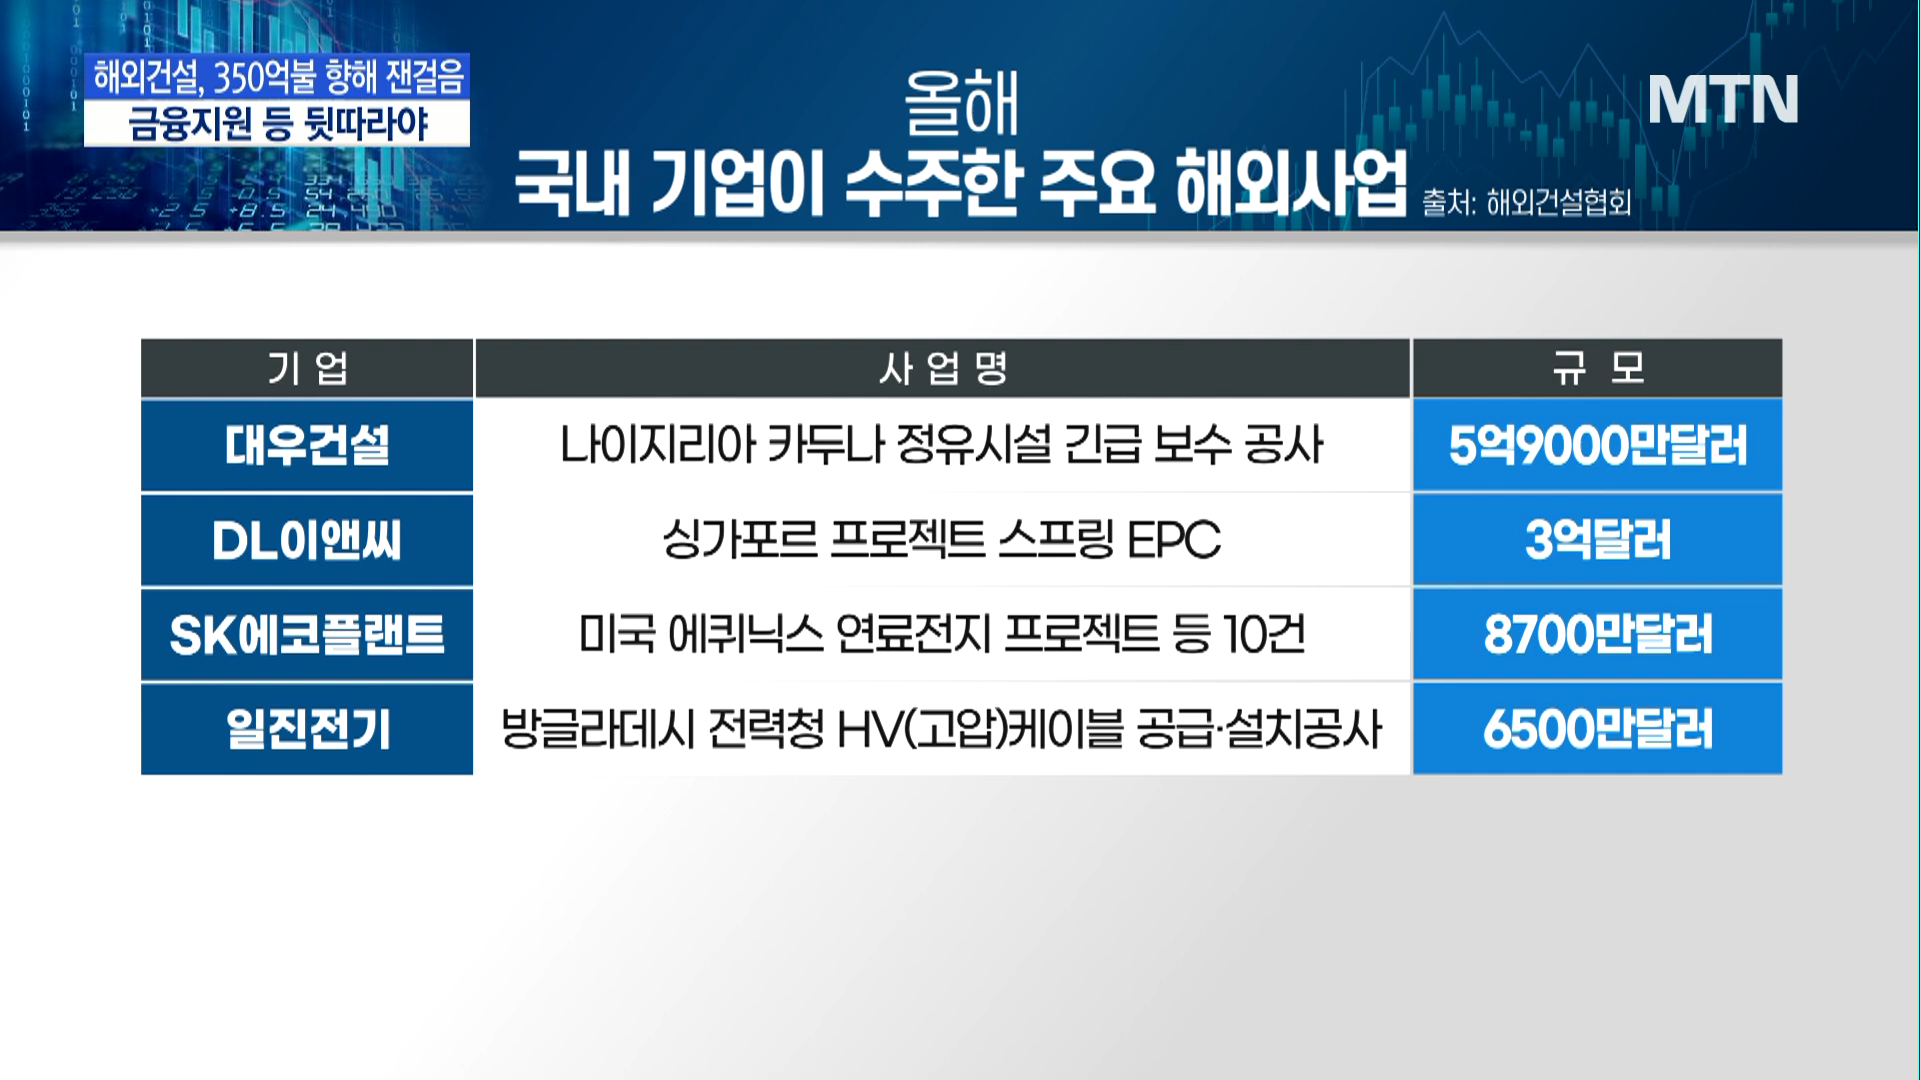 해외건설, 350억불 향해 잰걸음
금융지원 등 뒷따라야
올해
국내 기업이 수주한 주요 해외사업 출처: 해외건설협회
MTN
기 업 사 업 명 규 모
대우건설 나이지리아 카두나 정유시설 긴급 보수 공사 5억9000만달러
DL이앤씨 싱가포르 프로젝트 스프링 EPC 3억달러
SK에코플랜트 미국 에퀴닉스 연료전지 프로젝트 등 10건 8700만달러
일진전기 방글라데시 전력청 HV(고압)케이블 공급·설치공사 6500만달러